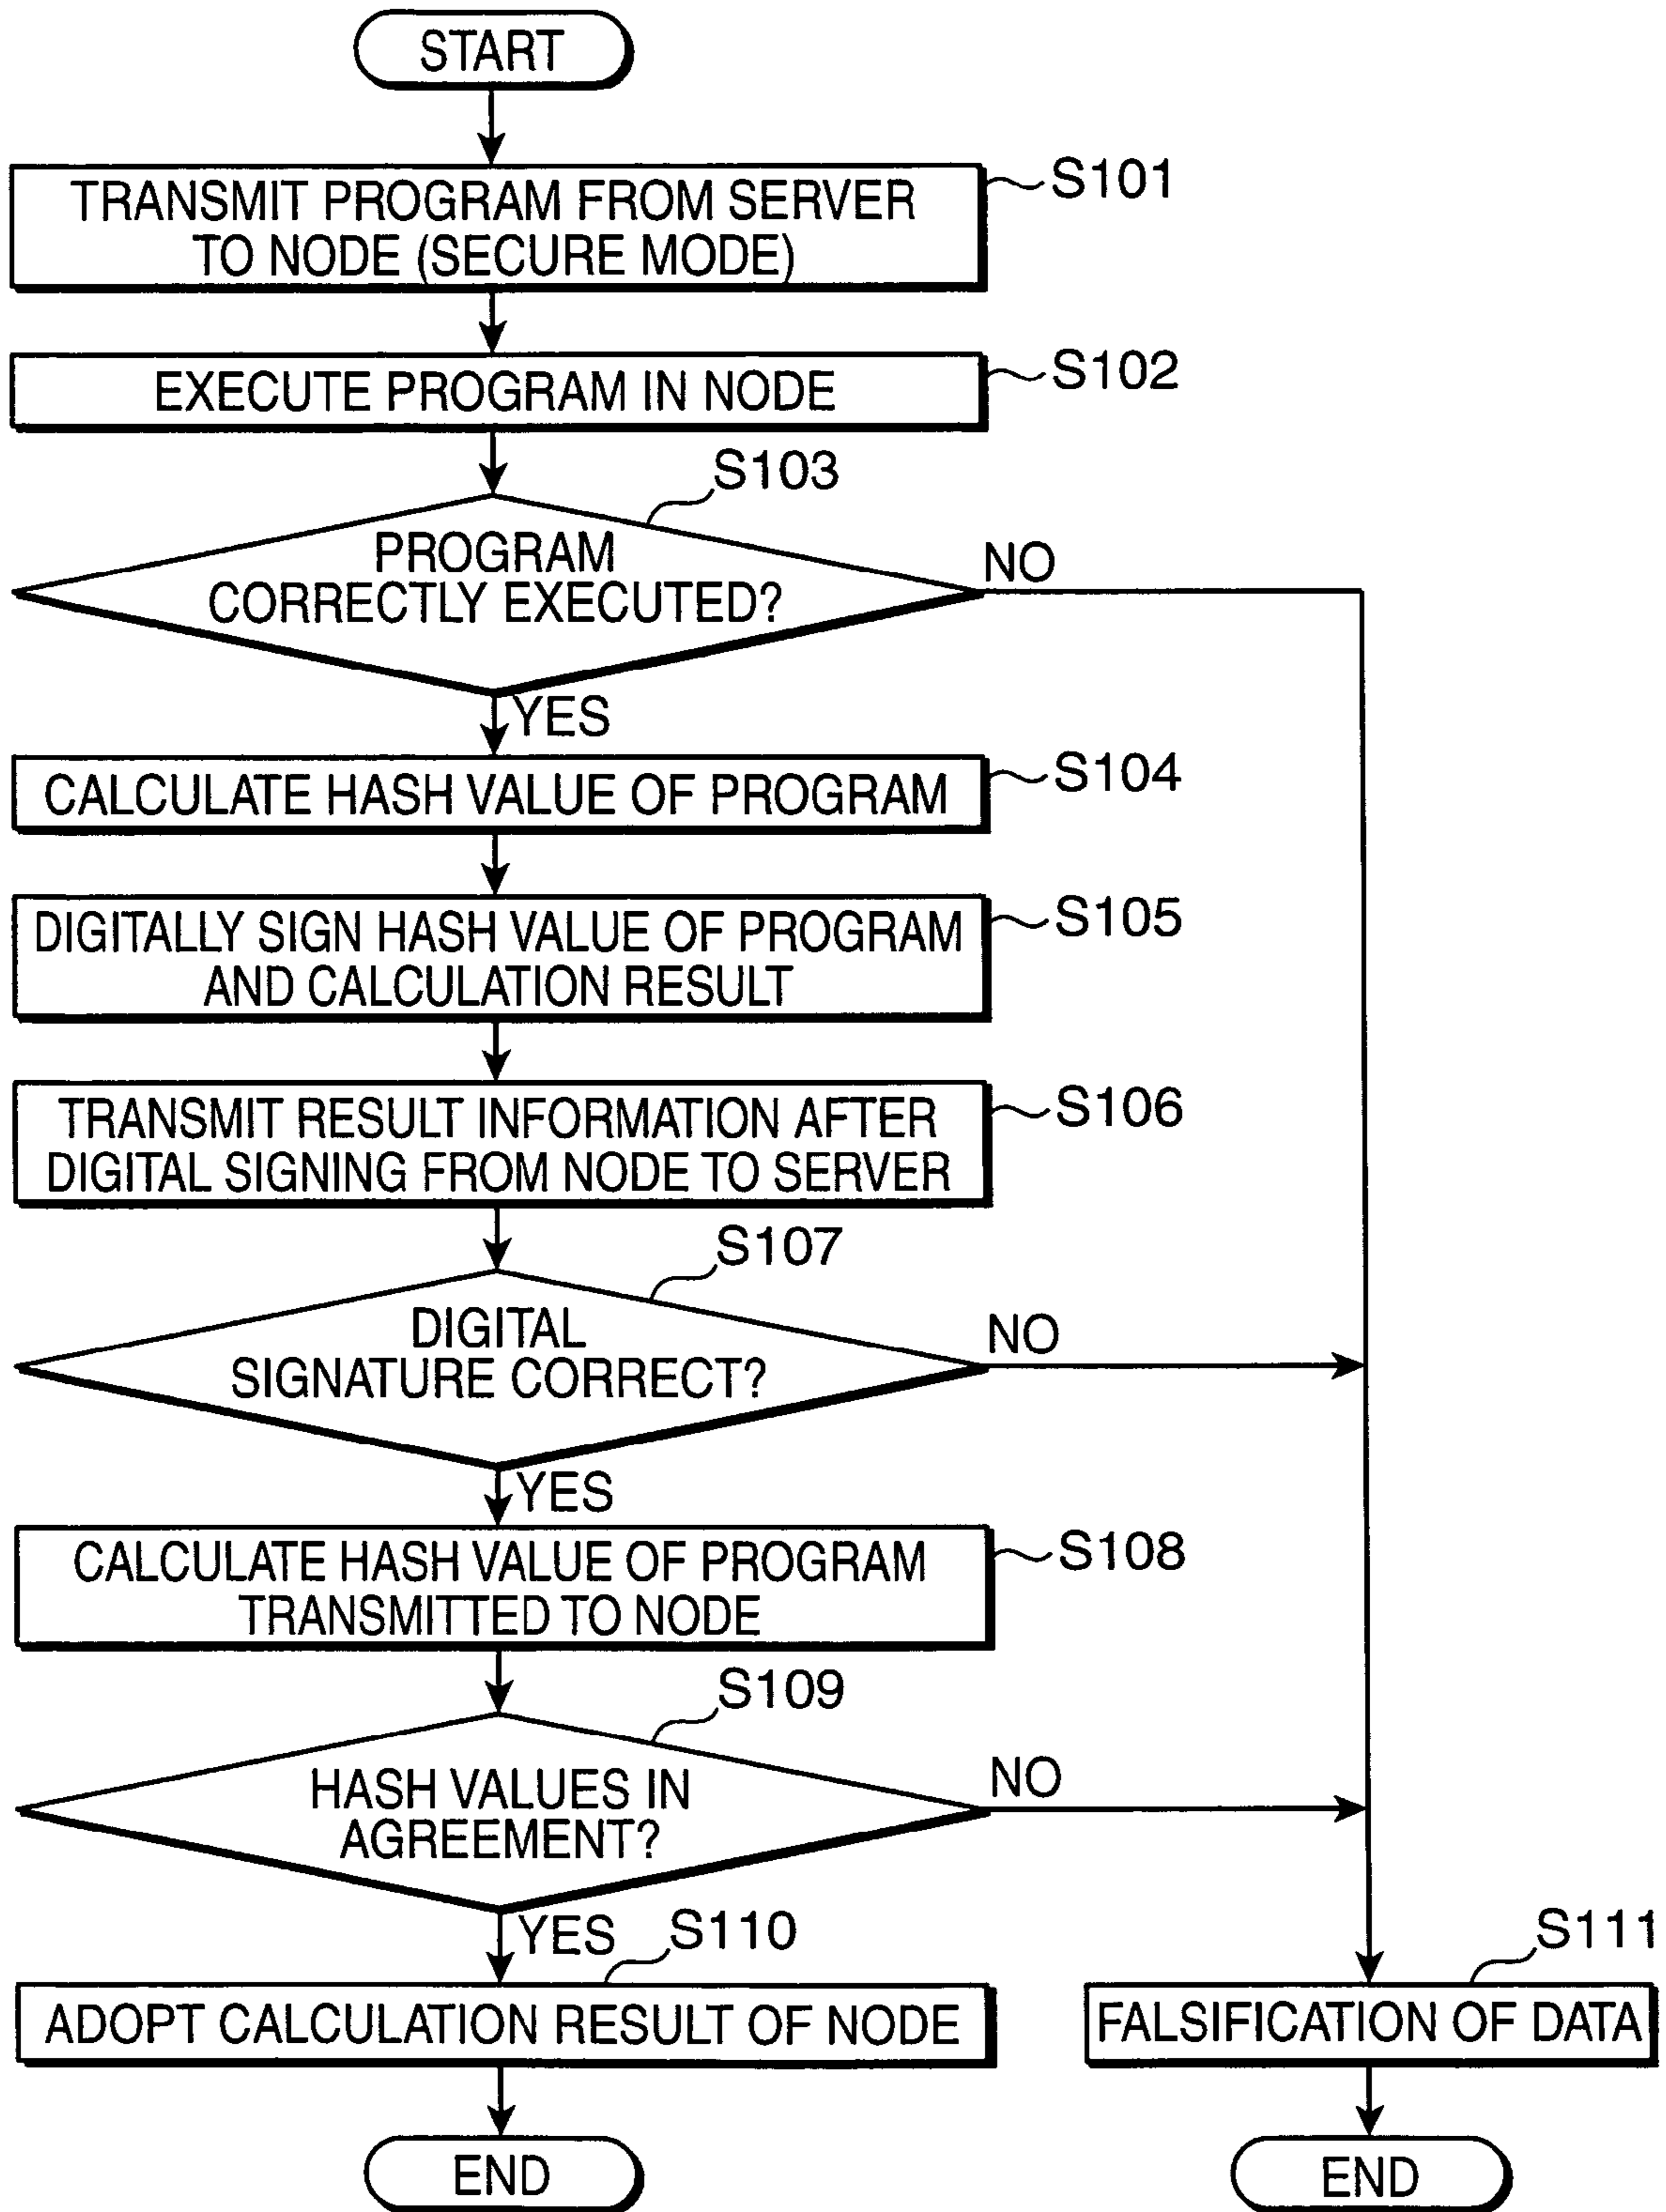 START
S101
TRANSMIT PROGRAM FROM SERVER
TO NODE (SECURE MODE)
S102
EXECUTE PROGRAM IN NODE
S103
PROGRAM
CORRECTLY EXECUTED?
NO
YES
S104
CALCULATE HASH VALUE OF PROGRAM
S105
DIGITALLY SIGN HASH VALUE OF PROGRAM
AND CALCULATION RESULT
S106
TRANSMIT RESULT INFORMATION AFTER
DIGITAL SIGNING FROM NODE TO SERVER
S107
DIGITAL
SIGNATURE CORRECT?
NO
YES
S108
CALCULATE HASH VALUE OF PROGRAM
TRANSMITTED TO NODE
S109
HASH VALUES IN
AGREEMENT?
NO
YES
S110
S111
ADOPT CALCULATION RESULT OF NODE
FALSIFICATION OF DATA
END
END